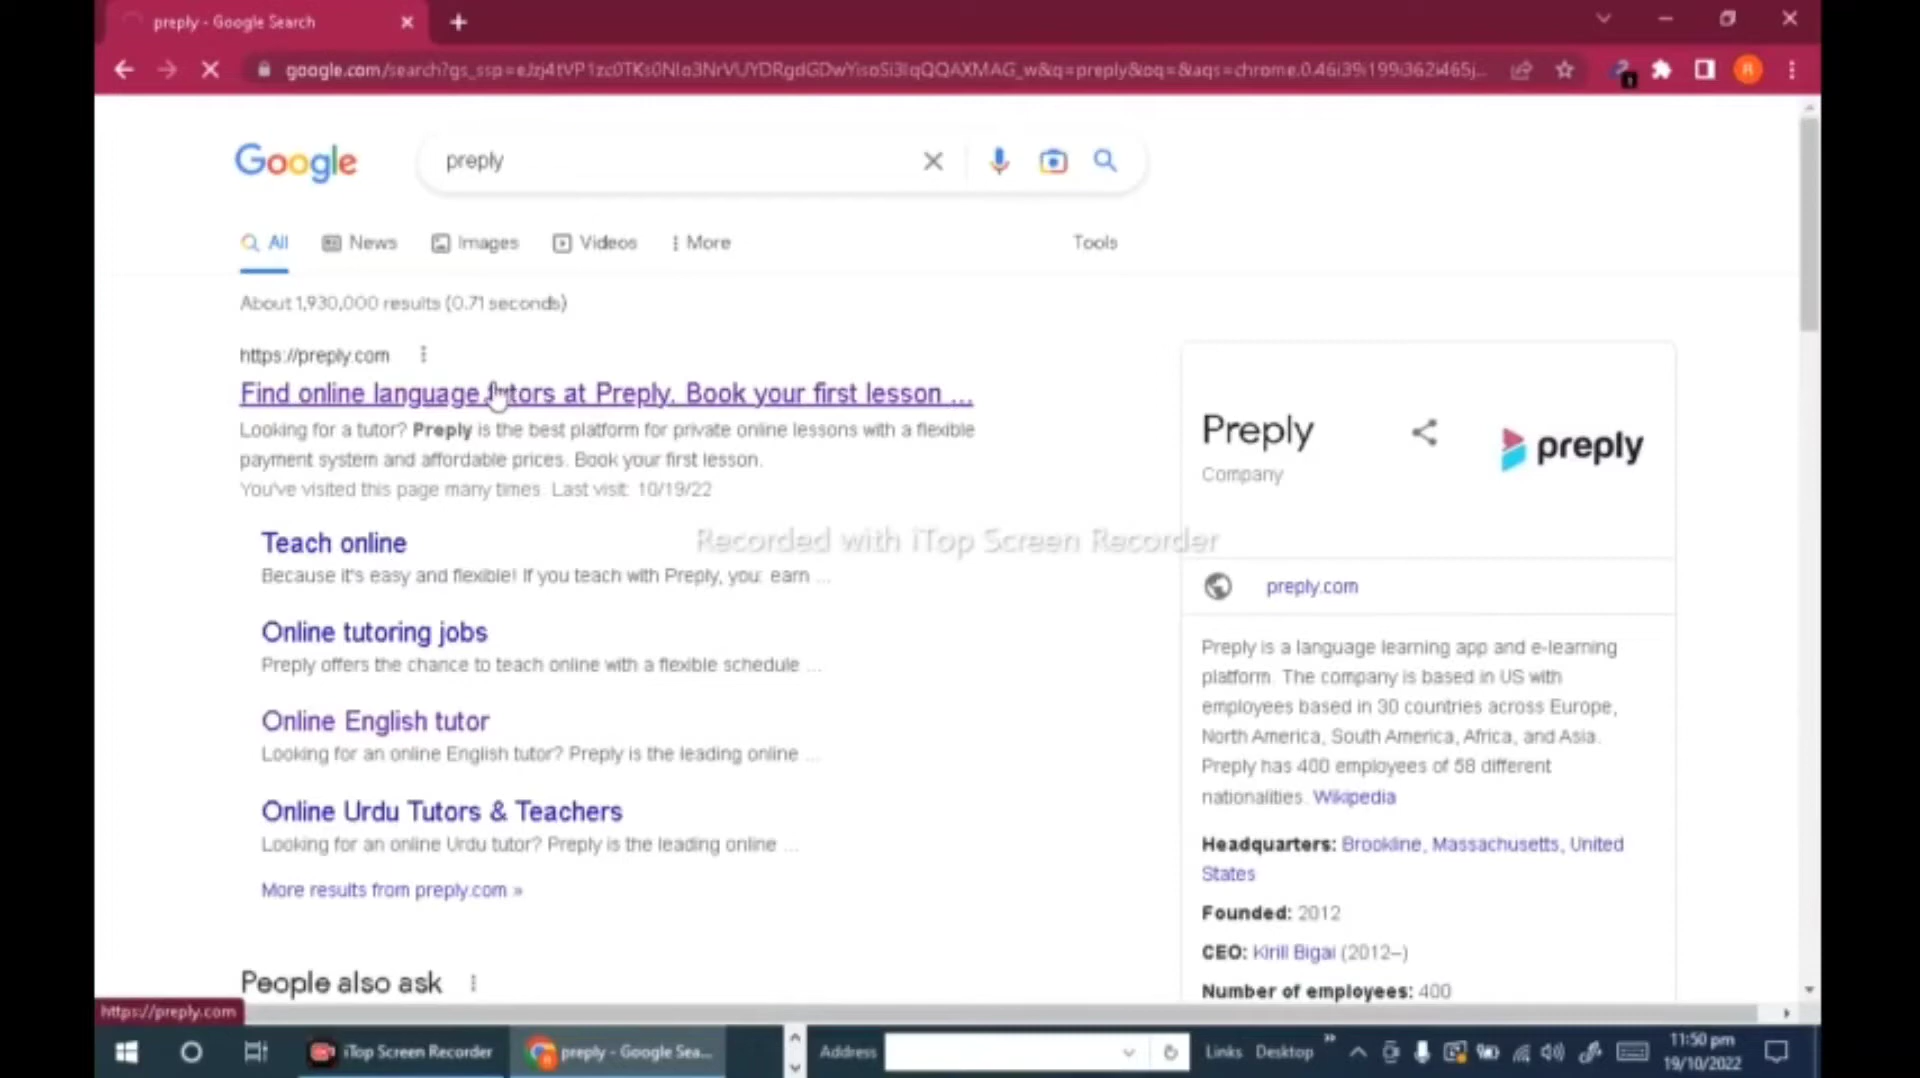 preply - Google Search
google.com/search?gs_ssp=eJzj4tVP1zc0TKs0Nla3NrVUYDRgdGDwYisoSi3IqQQAXMAG_w&q=preply&oq=&aqs=chrome.0.46i39i199i362i465j...
Google
preply
All News Images Videos More Tools
About 1,930,000 results (0.71 seconds)
https://preply.com
Find online language tutors at Preply. Book your first lesson ...
Looking for a tutor? Preply is the best platform for private online lessons with a flexible
payment system and affordable prices. Book your first lesson.
You've visited this page many times. Last visit: 10/19/22
Teach online
Because it's easy and flexible! If you teach with Preply, you: earn ...
Online tutoring jobs
Preply offers the chance to teach online with a flexible schedule ...
Online English tutor
Looking for an online English tutor? Preply is the leading online ...
Online Urdu Tutors & Teachers
Looking for an online Urdu tutor? Preply is the leading online ...
More results from preply.com »
People also ask
Recorded with iTop Screen Recorder
Preply
Company
preply
preply.com
Preply is a language learning app and e-learning
platform. The company is based in US with
employees based in 30 countries across Europe,
North America, South America, Africa, and Asia.
Preply has 400 employees of 58 different
nationalities. Wikipedia
Headquarters: Brookline, Massachusetts, United
States
Founded: 2012
CEO: Kirill Bigai (2012–)
Number of employees: 400
https://preply.com
iTop Screen Recorder
preply - Google Sea...
Address
Links Desktop
11:50 pm
19/10/2022